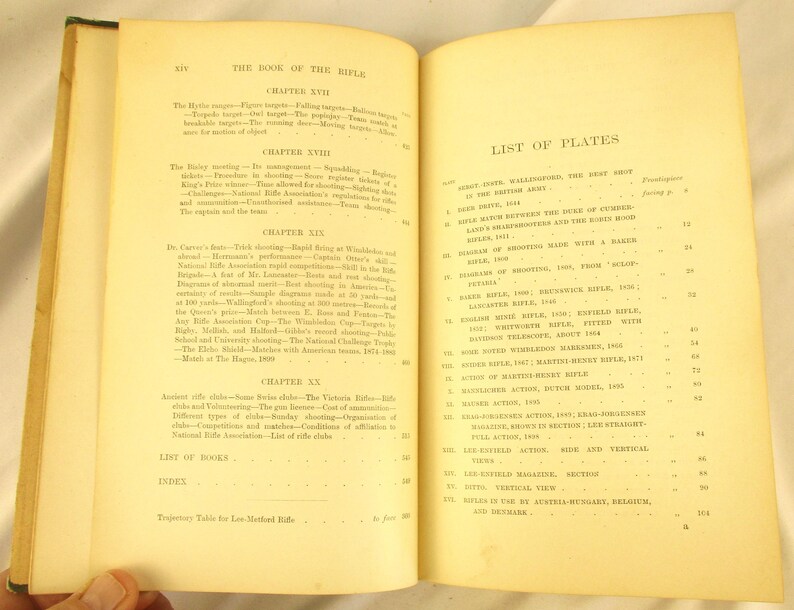 xiv THE BOOK OF THE RIFLE
CHAPTER XVII
PAGE
The Hythe ranges—Figure targets—Falling targets—Balloon targets
—Torpedo target—Owl target—The popinjay—Team match at
breakable targets—The running deer—Moving targets—Allow-
ance for motion of object . . . . . .
CHAPTER XVIII
The Bisley meeting — Its management — Squadding — Register
tickets—Procedure in shooting—Score register tickets of a
King's Prize winner—Time allowed for shooting—Sighting shots
—Challenges—National Rifle Association's regulations for rifles
and ammunition—Unauthorised assistance—Team shooting—
The captain and the team . . . . . .
CHAPTER XIX
Dr. Carver's feats—Trick shooting—Rapid firing at Wimbledon and
abroad — Herrmann's performance — Captain Otter's skill —
National Rifle Association rapid competitions—Skill in the Rifle
Brigade—A feat of Mr. Lancaster—Rests and rest shooting—
Diagrams of abnormal merit—Rest shooting in America—Un-
certainty of results—Sample diagrams made at 50 yards—and
at 100 yards—Wallingford's shooting at 300 metres—Records of
the Queen's prize—Match between E. Ross and Fenton—The
Any Rifle Association Cup—The Wimbledon Cup—Targets by
Rigby, Mellish, and Halford—Gibbs's record shooting—Public
School and University shooting—The National Challenge Trophy
—The Elcho Shield—Matches with American teams, 1874-1883
—Match at The Hague, 1899 . . . . . .
CHAPTER XX
Ancient rifle clubs—Some Swiss clubs—The Victoria Rifles—Rifle
clubs and Volunteering—The gun licence—Cost of ammunition—
Different types of clubs—Sunday shooting—Organisation of
clubs—Competitions and matches—Conditions of affiliation to
National Rifle Association—List of rifle clubs . . . . 515
LIST OF BOOKS . . . . . . . . 545
INDEX . . . . . . . . . 549
Trajectory Table for Lee-Metford Rifle . . . . to face
LIST OF PLATES
PLATE
SERGT.-INSTR. WALLINGFORD, THE BEST SHOT
IN THE BRITISH ARMY . . . . . Frontispiece
I. DEER DRIVE, 1644 . . . . . facing p. 8
II. RIFLE MATCH BETWEEN THE DUKE OF CUMBER-
LAND'S SHARPSHOOTERS AND THE ROBIN HOOD
RIFLES, 1811 . . . . . . „ 12
III. DIAGRAM OF SHOOTING MADE WITH A BAKER
RIFLE, 1800 . . . . . . „ 24
IV. DIAGRAMS OF SHOOTING, 1808, FROM 'SCLOP-
PETARIA' . . . . . . „ 28
V. BAKER RIFLE, 1800; BRUNSWICK RIFLE, 1836;
LANCASTER RIFLE, 1846 . . . . „ 32
VI. ENGLISH MINIÉ RIFLE, 1850; ENFIELD RIFLE,
1852; WHITWORTH RIFLE, FITTED WITH
DAVIDSON TELESCOPE, ABOUT 1864 . . „ 40
VII. SOME NOTED WIMBLEDON MARKSMEN, 1866 . „ 54
VIII. SNIDER RIFLE, 1867; MARTINI-HENRY RIFLE, 1871 „ 68
IX. ACTION OF MARTINI-HENRY RIFLE . . „ 72
X. MANNLICHER ACTION, DUTCH MODEL, 1895 . „ 80
XI. MAUSER ACTION, 1895 . . . . „ 82
XII. KRAG-JORGENSEN ACTION, 1889; KRAG-JORGENSEN
MAGAZINE, SHOWN IN SECTION; LEE STRAIGHT-
PULL ACTION, 1898 . . . . . „ 84
XIII. LEE-ENFIELD ACTION. SIDE AND VERTICAL
VIEWS . . . . . . . „ 86
XIV. LEE-ENFIELD MAGAZINE. SECTION . . „ 88
XV. DITTO. VERTICAL VIEW . . . . . „ 90
XVI. RIFLES IN USE BY AUSTRIA-HUNGARY, BELGIUM,
AND DENMARK . . . . . . „ 104
a